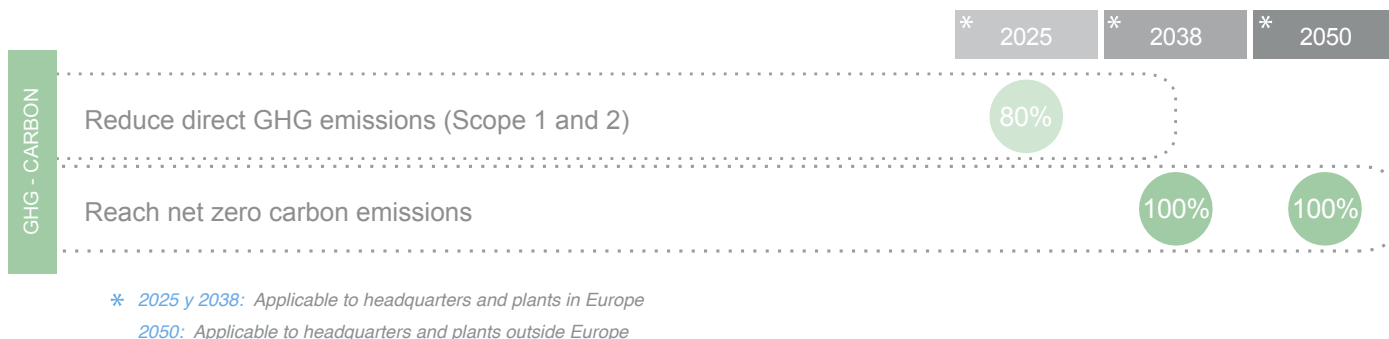 * 2025 * 2038 * 2050
GHG - CARBON
Reduce direct GHG emissions (Scope 1 and 2) 80%
Reach net zero carbon emissions 100% 100%
* 2025 y 2038: Applicable to headquarters and plants in Europe
2050: Applicable to headquarters and plants outside Europe